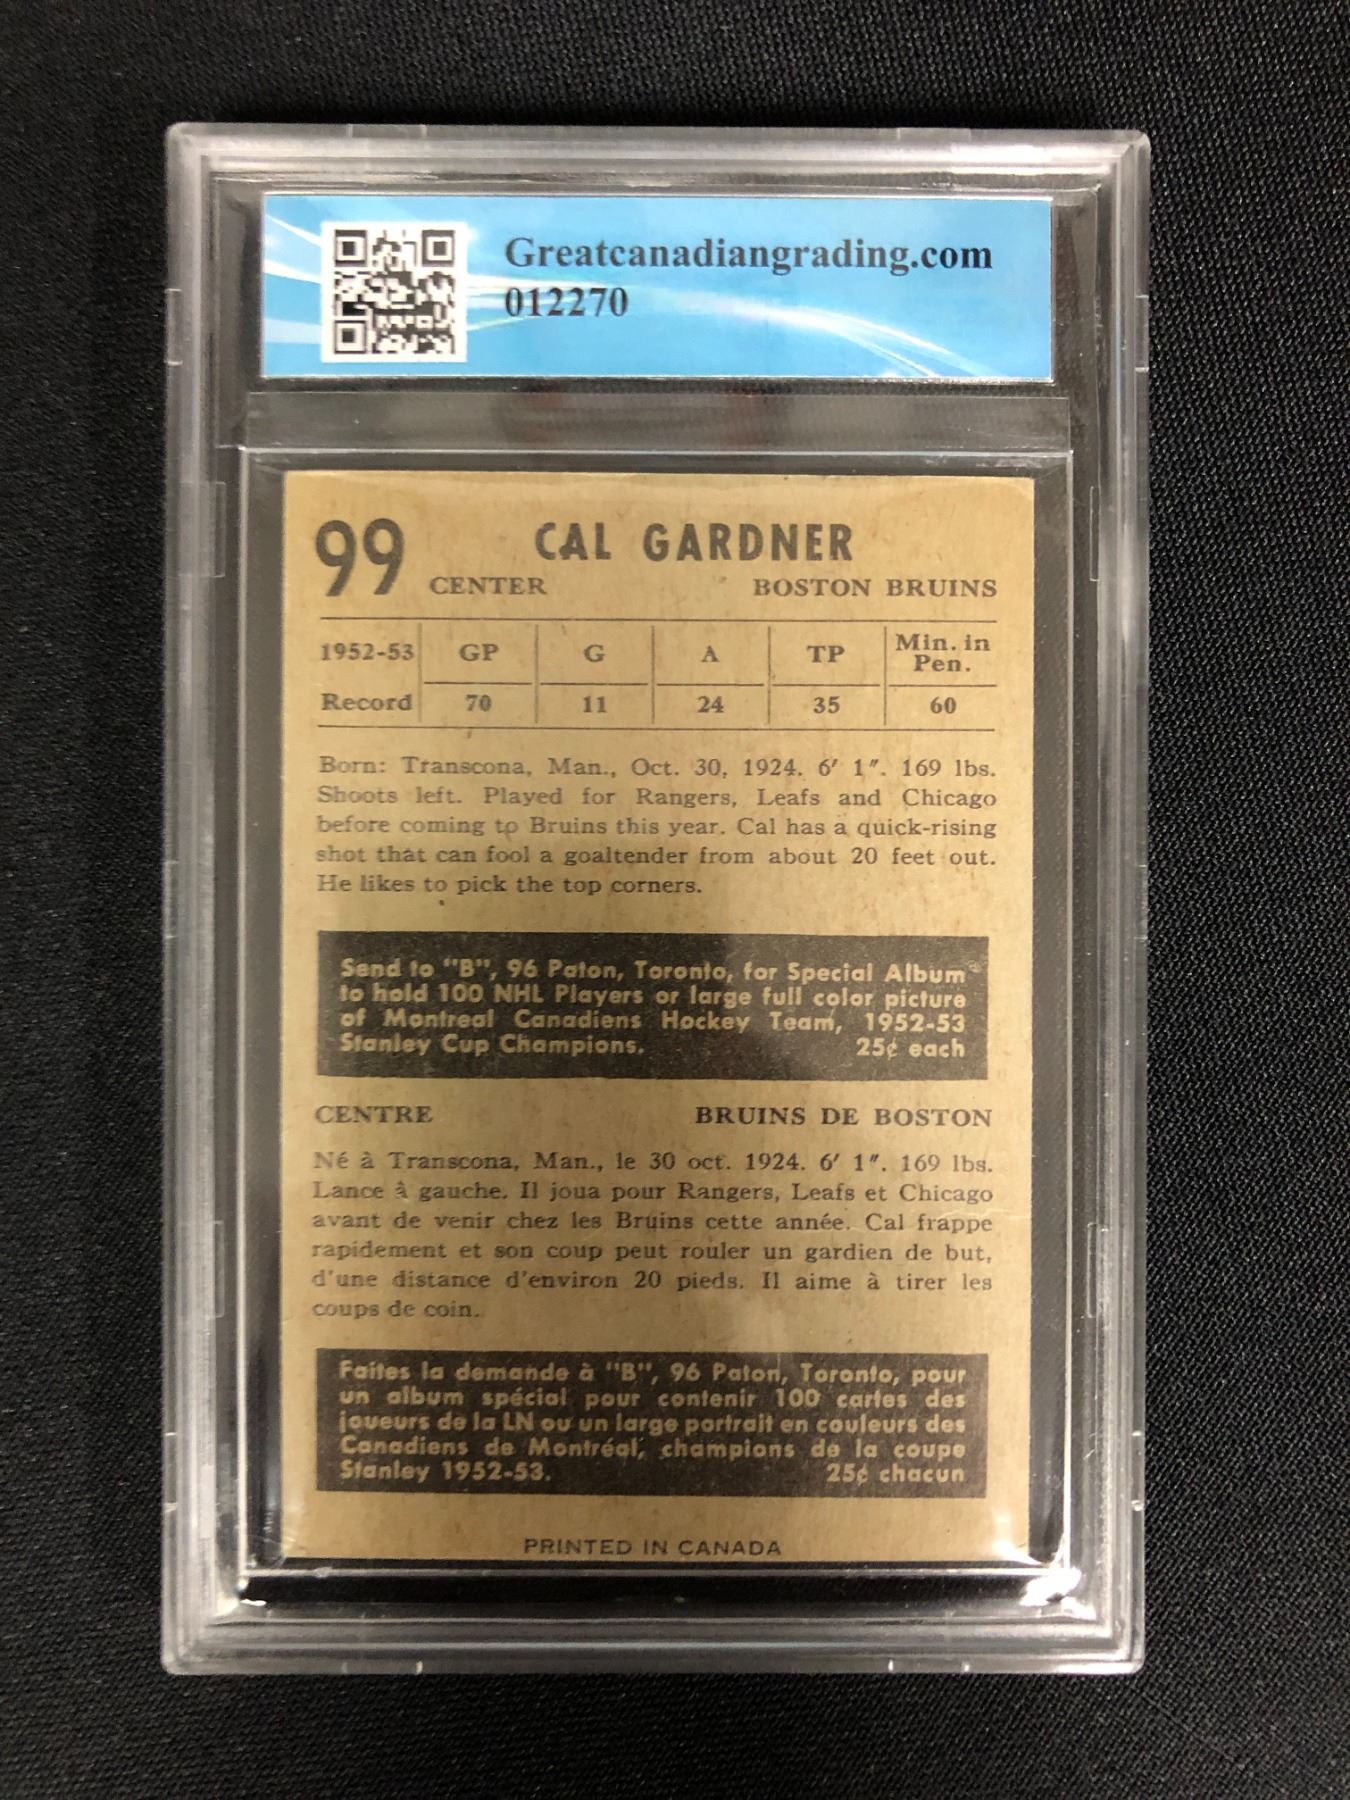 Greatcanadiangrading.com
012270
99 CAL GARDNER
CENTER BOSTON BRUINS
1952-53 GP G A TP Min. in Pen.
Record 70 11 24 35 60
Born: Transcona, Man., Oct. 30, 1924. 6′ 1″. 169 lbs.
Shoots left. Played for Rangers, Leafs and Chicago
before coming to Bruins this year. Cal has a quick-rising
shot that can fool a goaltender from about 20 feet out.
He likes to pick the top corners.
Send to "B", 96 Paton, Toronto, for Special Album
to hold 100 NHL Players or large full color picture
of Montreal Canadiens Hockey Team, 1952-53
Stanley Cup Champions. 25¢ each
CENTRE BRUINS DE BOSTON
Né à Transcona, Man., le 30 oct. 1924. 6′ 1″. 169 lbs.
Lance à gauche. Il joua pour Rangers, Leafs et Chicago
avant de venir chez les Bruins cette année. Cal frappe
rapidement et son coup peut rouler un gardien de but,
d'une distance d'environ 20 pieds. Il aime à tirer les
coups de coin.
Faites la demande à "B", 96 Paton, Toronto, pour
un album spécial pour contenir 100 cartes des
joueurs de la LN ou un large portrait en couleurs des
Canadiens de Montréal, champions de la coupe
Stanley 1952-53. 25¢ chacun
PRINTED IN CANADA